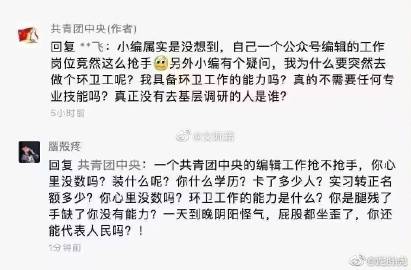 共青团中央(作者)
回复 **飞：小编属实是没想到，自己一个公众号编辑的工作
岗位竟然这么抢手另外小编有个疑问，我为什么要突然去
做个环卫工呢？我具备环卫工作的能力吗？真的不需要任何专
业技能吗？真正没有去基层调研的人是谁？
5小时前
脑殼疼
回复 共青团中央：一个共青团中央的编辑工作抢不抢手，你心
里没数吗？装什么呢？你什么学历？卡了多少人？实习转正名
额多少？你心里没数吗？环卫工作的能力是什么？你是腿残了
手缺了你没有能力？一天到晚阴阳怪气，屁股都坐歪了，你还
能代表人民吗？！
1分钟前